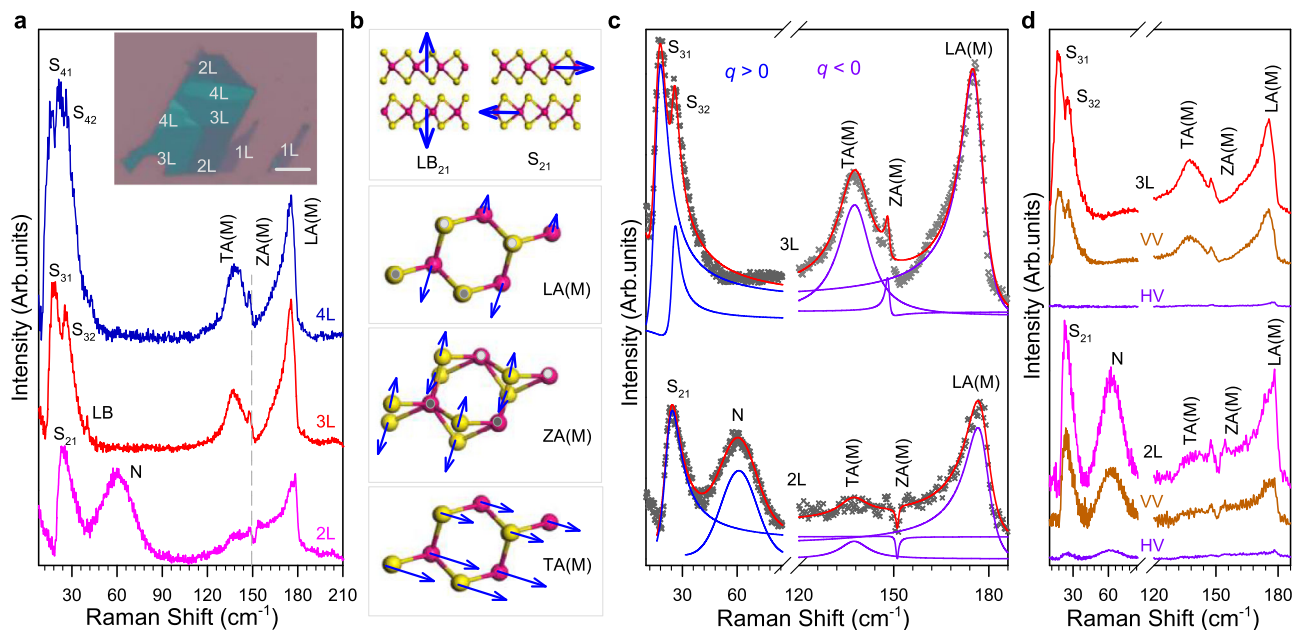 a
Intensity (Arb.units)
S41
S42
2L
4L
4L
3L
1L
1L
3L
2L
TA(M)
ZA(M)
LA(M)
4L
S31
S32
LB
3L
S21
N
2L
30 60 90 120 150 180 210
Raman Shift (cm-1)
b
LB21
S21
LA(M)
ZA(M)
TA(M)
c
Intensity (Arb.units)
S31
S32
q > 0
q < 0
LA(M)
TA(M)
ZA(M)
3L
S21
N
2L
TA(M)
ZA(M)
LA(M)
30 60 120 150 180
Raman Shift (cm-1)
d
Intensity (Arb.units)
S31
S32
TA(M)
ZA(M)
LA(M)
3L
VV
HV
S21
N
TA(M)
ZA(M)
LA(M)
2L
VV
HV
30 60 90 120 150 180
Raman Shift (cm-1)